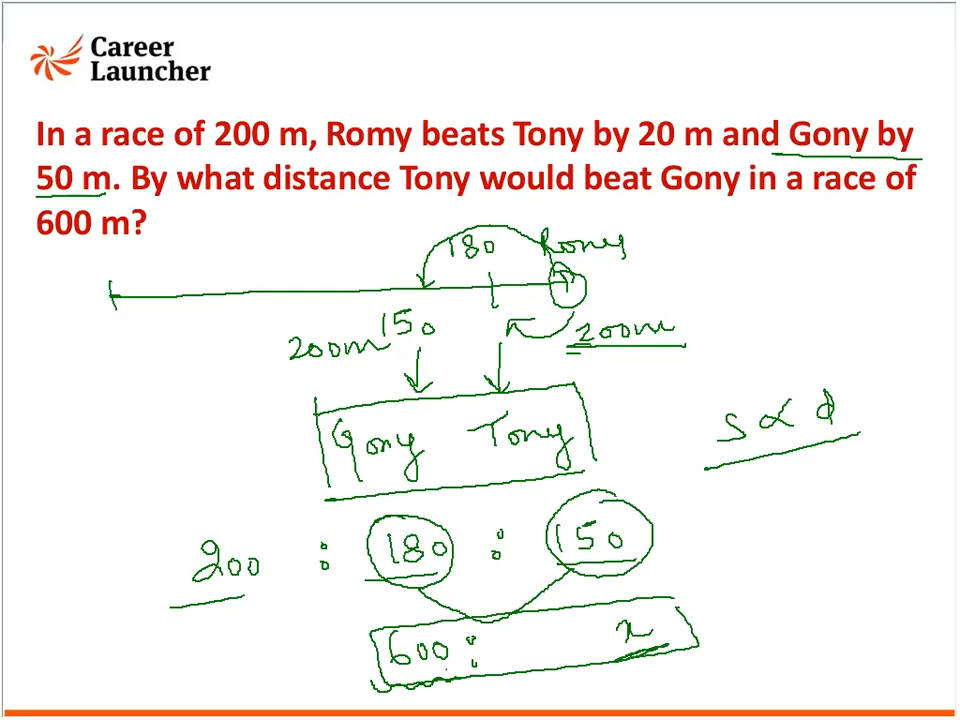 Career
Launcher
In a race of 200 m, Romy beats Tony by 20 m and Gony by
50 m. By what distance Tony would beat Gony in a race of
600 m?
180 Romy
150
200m 200m
Gony Tony
S ∝ d
200 : 180 : 150
600 : x